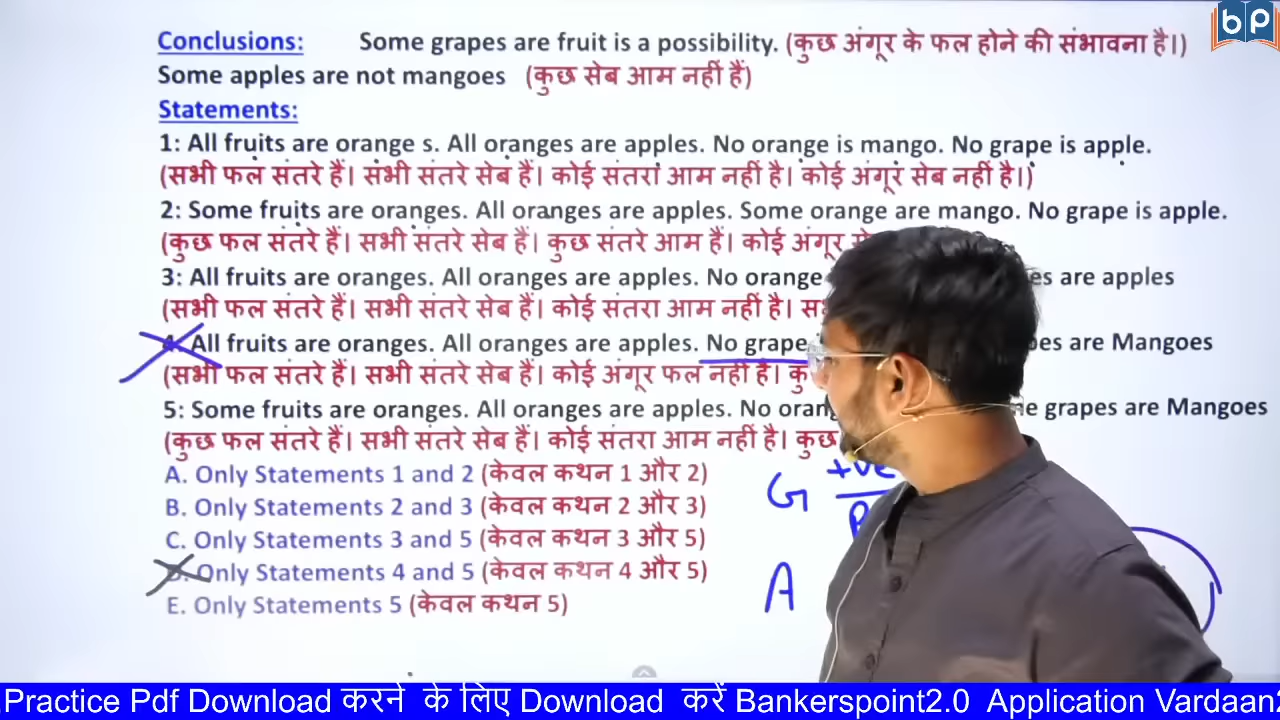 bp
Conclusions: Some grapes are fruit is a possibility. (कुछ अंगूर के फल होने की संभावना है।)
Some apples are not mangoes (कुछ सेब आम नहीं हैं)
Statements:
1: All fruits are orange s. All oranges are apples. No orange is mango. No grape is apple.
(सभी फल संतरे हैं। सभी संतरे सेब हैं। कोई संतरा आम नहीं है। कोई अंगूर सेब नहीं है।)
2: Some fruits are oranges. All oranges are apples. Some orange are mango. No grape is apple.
(कुछ फल संतरे हैं। सभी संतरे सेब हैं। कुछ संतरे आम हैं। कोई अंगूर
3: All fruits are oranges. All oranges are apples. No orange are apples
(सभी फल संतरे हैं। सभी संतरे सेब हैं। कोई संतरा आम नहीं है।
4: All fruits are oranges. All oranges are apples. No grape are Mangoes
(सभी फल संतरे हैं। सभी संतरे सेब हैं। कोई अंगूर फल नहीं है।
5: Some fruits are oranges. All oranges are apples. No grapes are Mangoes
(कुछ फल संतरे हैं। सभी संतरे सेब हैं। कोई संतरा आम नहीं है। कुछ
A. Only Statements 1 and 2 (केवल कथन 1 और 2)
B. Only Statements 2 and 3 (केवल कथन 2 और 3)
C. Only Statements 3 and 5 (केवल कथन 3 और 5)
D. Only Statements 4 and 5 (केवल कथन 4 और 5)
E. Only Statements 5 (केवल कथन 5)
G +ve
A
Practice Pdf Download करने के लिए Download करें Bankerspoint2.0 Application Vardaan2